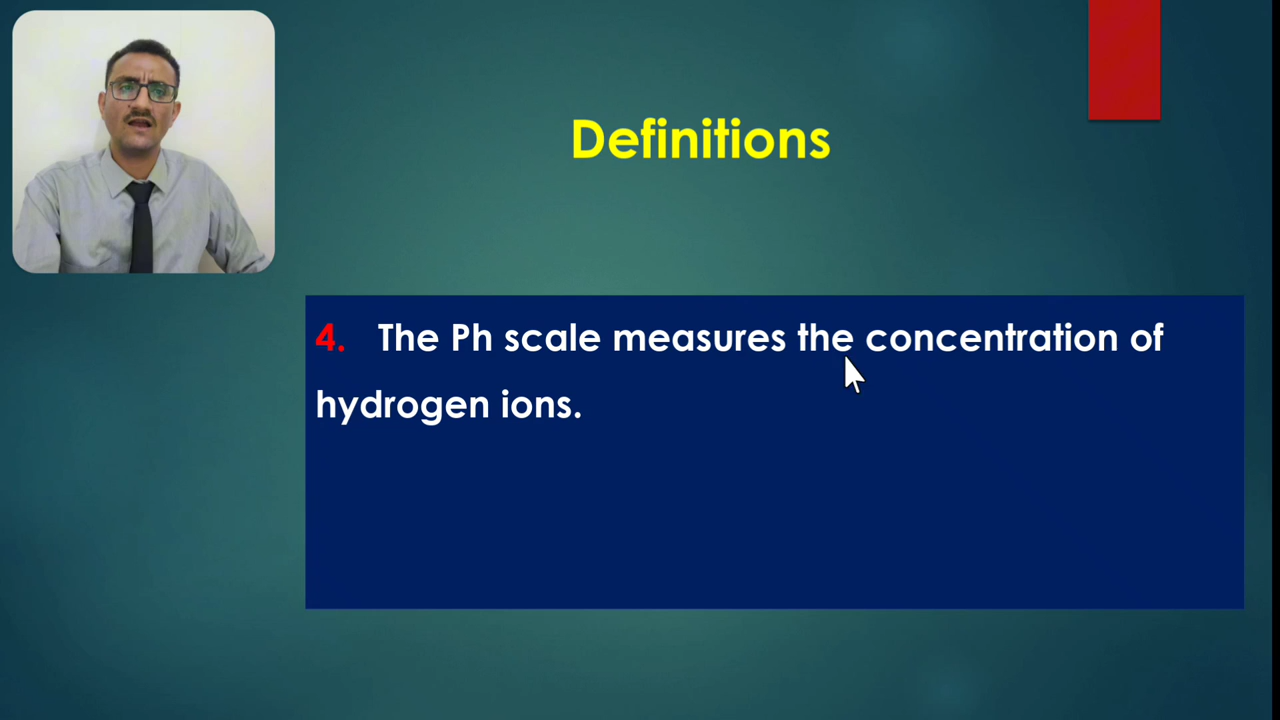 Definitions
4. The Ph scale measures the concentration of
hydrogen ions.